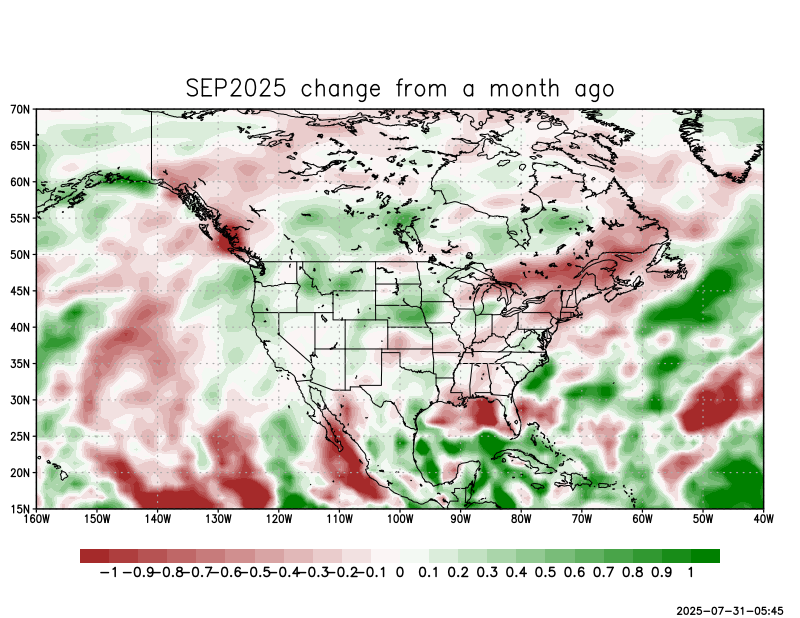 SEP2025 change from a month ago
70N
65N
60N
55N
50N
45N
40N
35N
30N
25N
20N
15N
160W 150W 140W 130W 120W 110W 100W 90W 80W 70W 60W 50W 40W
-1 -0.9 -0.8 -0.7 -0.6 -0.5 -0.4 -0.3 -0.2 -0.1 0 0.1 0.2 0.3 0.4 0.5 0.6 0.7 0.8 0.9 1
2025-07-31-05:45